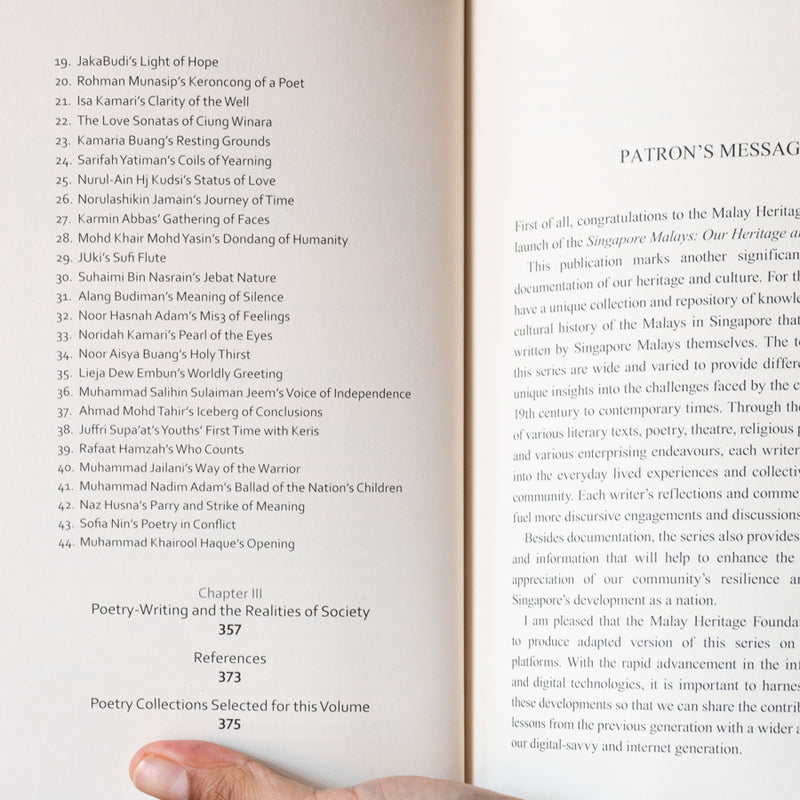 19. JakaBudi's Light of Hope
20. Rohman Munasip's Keroncong of a Poet
21. Isa Kamari's Clarity of the Well
22. The Love Sonatas of Ciung Winara
23. Kamaria Buang's Resting Grounds
24. Sarifah Yatiman's Coils of Yearning
25. Nurul-Ain Hj Kudsi's Status of Love
26. Norulashikin Jamain's Journey of Time
27. Karmin Abbas' Gathering of Faces
28. Mohd Khair Mohd Yasin's Dondang of Humanity
29. JUki's Sufi Flute
30. Suhaimi Bin Nasrain's Jebat Nature
31. Alang Budiman's Meaning of Silence
32. Noor Hasnah Adam's Mis3 of Feelings
33. Noridah Kamari's Pearl of the Eyes
34. Noor Aisya Buang's Holy Thirst
35. Lieja Dew Embun's Worldly Greeting
36. Muhammad Salihin Sulaiman Jeem's Voice of Independence
37. Ahmad Mohd Tahir's Iceberg of Conclusions
38. Juffri Supa'at's Youths' First Time with Keris
39. Rafaat Hamzah's Who Counts
40. Muhammad Jailani's Way of the Warrior
41. Muhammad Nadim Adam's Ballad of the Nation's Children
42. Naz Husna's Parry and Strike of Meaning
43. Sofia Nin's Poetry in Conflict
44. Muhammad Khairool Haque's Opening
Chapter III
Poetry-Writing and the Realities of Society
357
References
373
Poetry Collections Selected for this Volume
375
PATRON'S MESSAG
First of all, congratulations to the Malay Heritag
launch of the Singapore Malays: Our Heritage a
This publication marks another significan
documentation of our heritage and culture. For th
have a unique collection and repository of knowle
cultural history of the Malays in Singapore that
written by Singapore Malays themselves. The t
this series are wide and varied to provide differe
unique insights into the challenges faced by the c
19th century to contemporary times. Through the
of various literary texts, poetry, theatre, religious p
and various enterprising endeavours, each writer
into the everyday lived experiences and collectiv
community. Each writer's reflections and comme
fuel more discursive engagements and discussions
Besides documentation, the series also provides
and information that will help to enhance the
appreciation of our community's resilience a
Singapore's development as a nation.
I am pleased that the Malay Heritage Founda
to produce adapted version of this series on
platforms. With the rapid advancement in the inf
and digital technologies, it is important to harnes
these developments so that we can share the contrib
lessons from the previous generation with a wider a
our digital-savvy and internet generation.